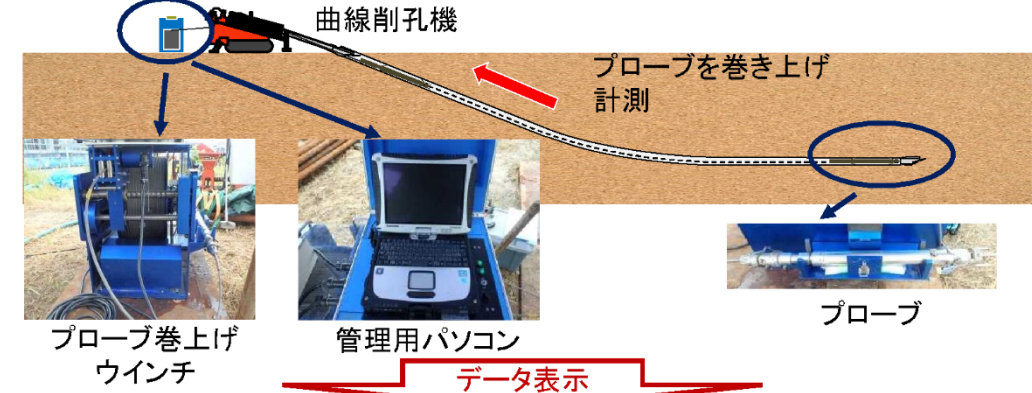 曲線削孔機
プローブを巻き上げ
計測
プローブ巻上げ
ウインチ
管理用パソコン
プローブ
データ表示